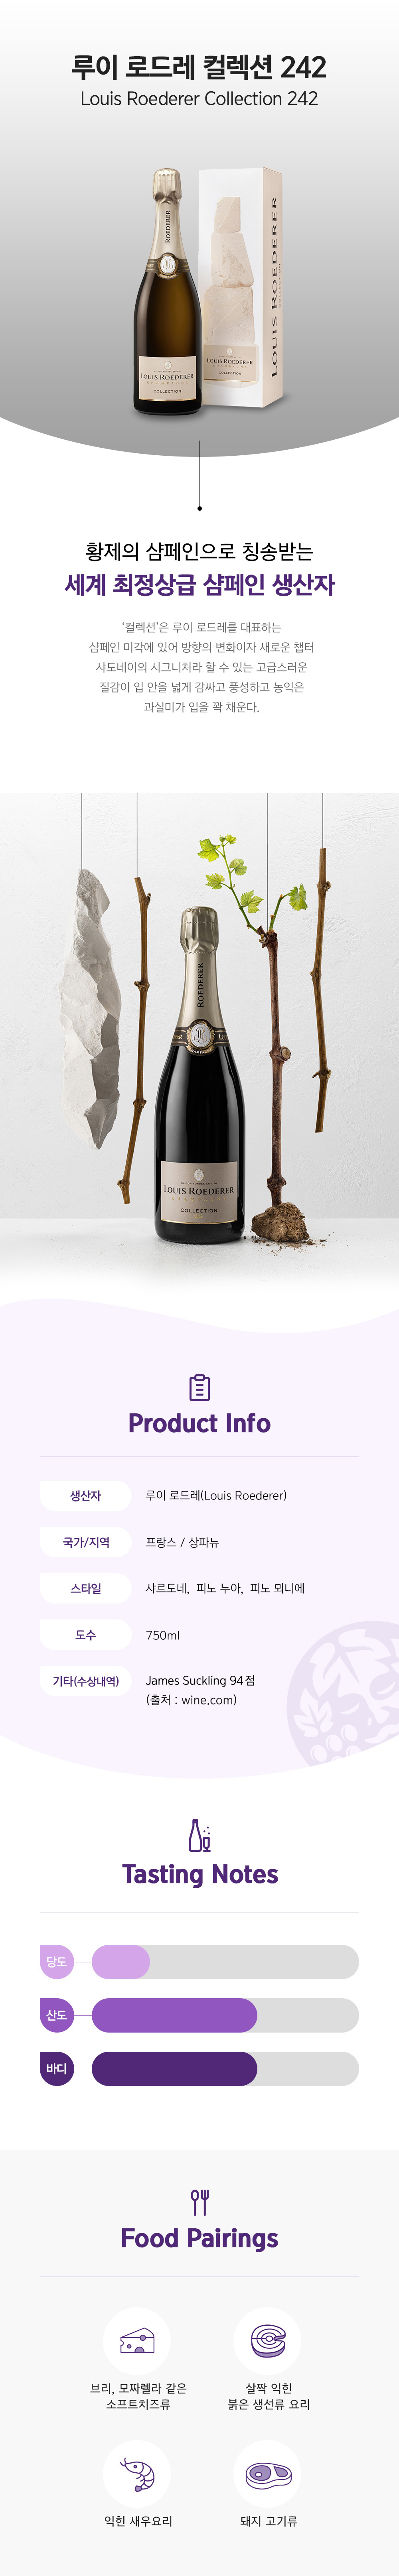 루이 로드레 컬렉션 242
Louis Roederer Collection 242
ROEDERER
LOUIS ROEDERER
COLLECTION
LOUIS ROEDERER
LOUIS ROEDERER
COLLECTION
황제의 샴페인으로 칭송받는
세계 최정상급 샴페인 생산자
‘컬렉션’은 루이 로드레를 대표하는
샴페인 미각에 있어 방향의 변화이자 새로운 챕터
샤도네이의 시그니처라 할 수 있는 고급스러운
질감이 입 안을 넓게 감싸고 풍성하고 농익은
과실미가 입을 꽉 채운다.
ROEDERER
LOUIS ROEDERER
COLLECTION
Product Info
생산자 루이 로드레(Louis Roederer)
국가/지역 프랑스 / 상파뉴
스타일 샤르도네, 피노 누아, 피노 뫼니에
도수 750ml
기타(수상내역) James Suckling 94점
(출처 : wine.com)
Tasting Notes
당도
산도
바디
Food Pairings
브리, 모짜렐라 같은
소프트치즈류
살짝 익힌
붉은 생선류 요리
익힌 새우요리
돼지 고기류